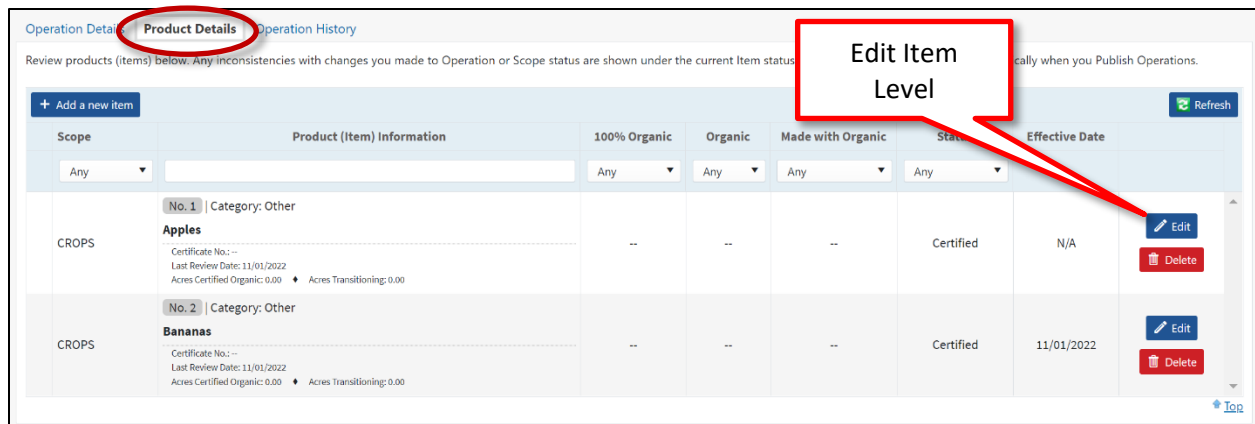 Operation Details Product Details Operation History
Review products (items) below. Any inconsistencies with changes you made to Operation or Scope status are shown under the current Item status
cally when you Publish Operations.
Edit Item
Level
+ Add a new item
Refresh
Scope Product (Item) Information 100% Organic Organic Made with Organic Status Effective Date
Any Any Any Any Any
No. 1 | Category: Other
Apples
CROPS -- -- -- Certified N/A
Certificate No.: --
Last Review Date: 11/01/2022
Acres Certified Organic: 0.00 ♦ Acres Transitioning: 0.00
Edit
Delete
No. 2 | Category: Other
Bananas
CROPS -- -- -- Certified 11/01/2022
Certificate No.: --
Last Review Date: 11/01/2022
Acres Certified Organic: 0.00 ♦ Acres Transitioning: 0.00
Edit
Delete
Top